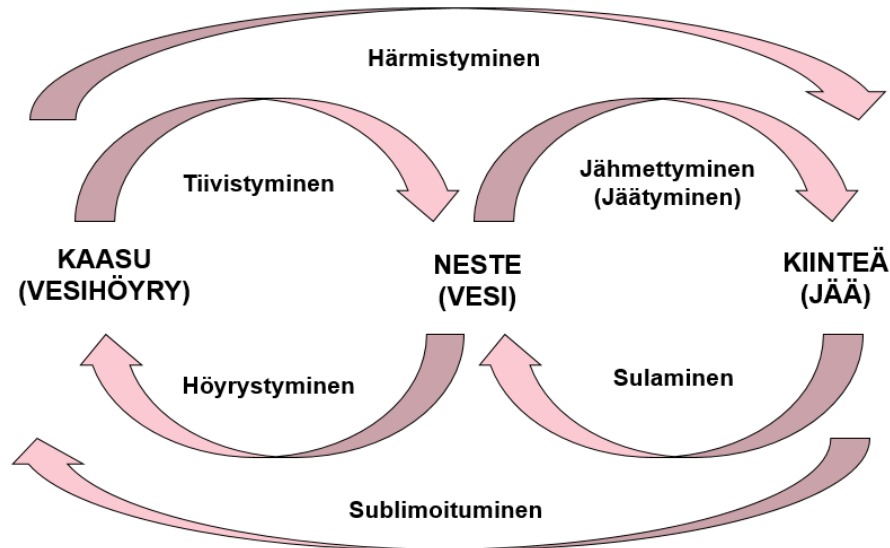 Härmistyminen
Tiivistyminen
Jähmettyminen
(Jäätyminen)
KAASU
(VESIHÖYRY)
NESTE
(VESI)
KIINTEÄ
(JÄÄ)
Höyrystyminen
Sulaminen
Sublimoituminen